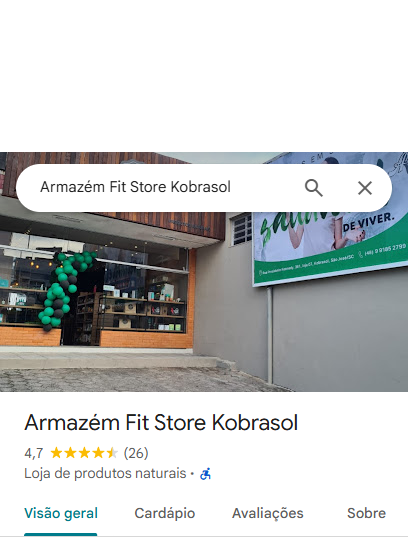 Armazém Fit Store Kobrasol
DE VIVER.
Armazém Fit Store Kobrasol
4,7 (26)
Loja de produtos naturais •
Visão geral Cardápio Avaliações Sobre